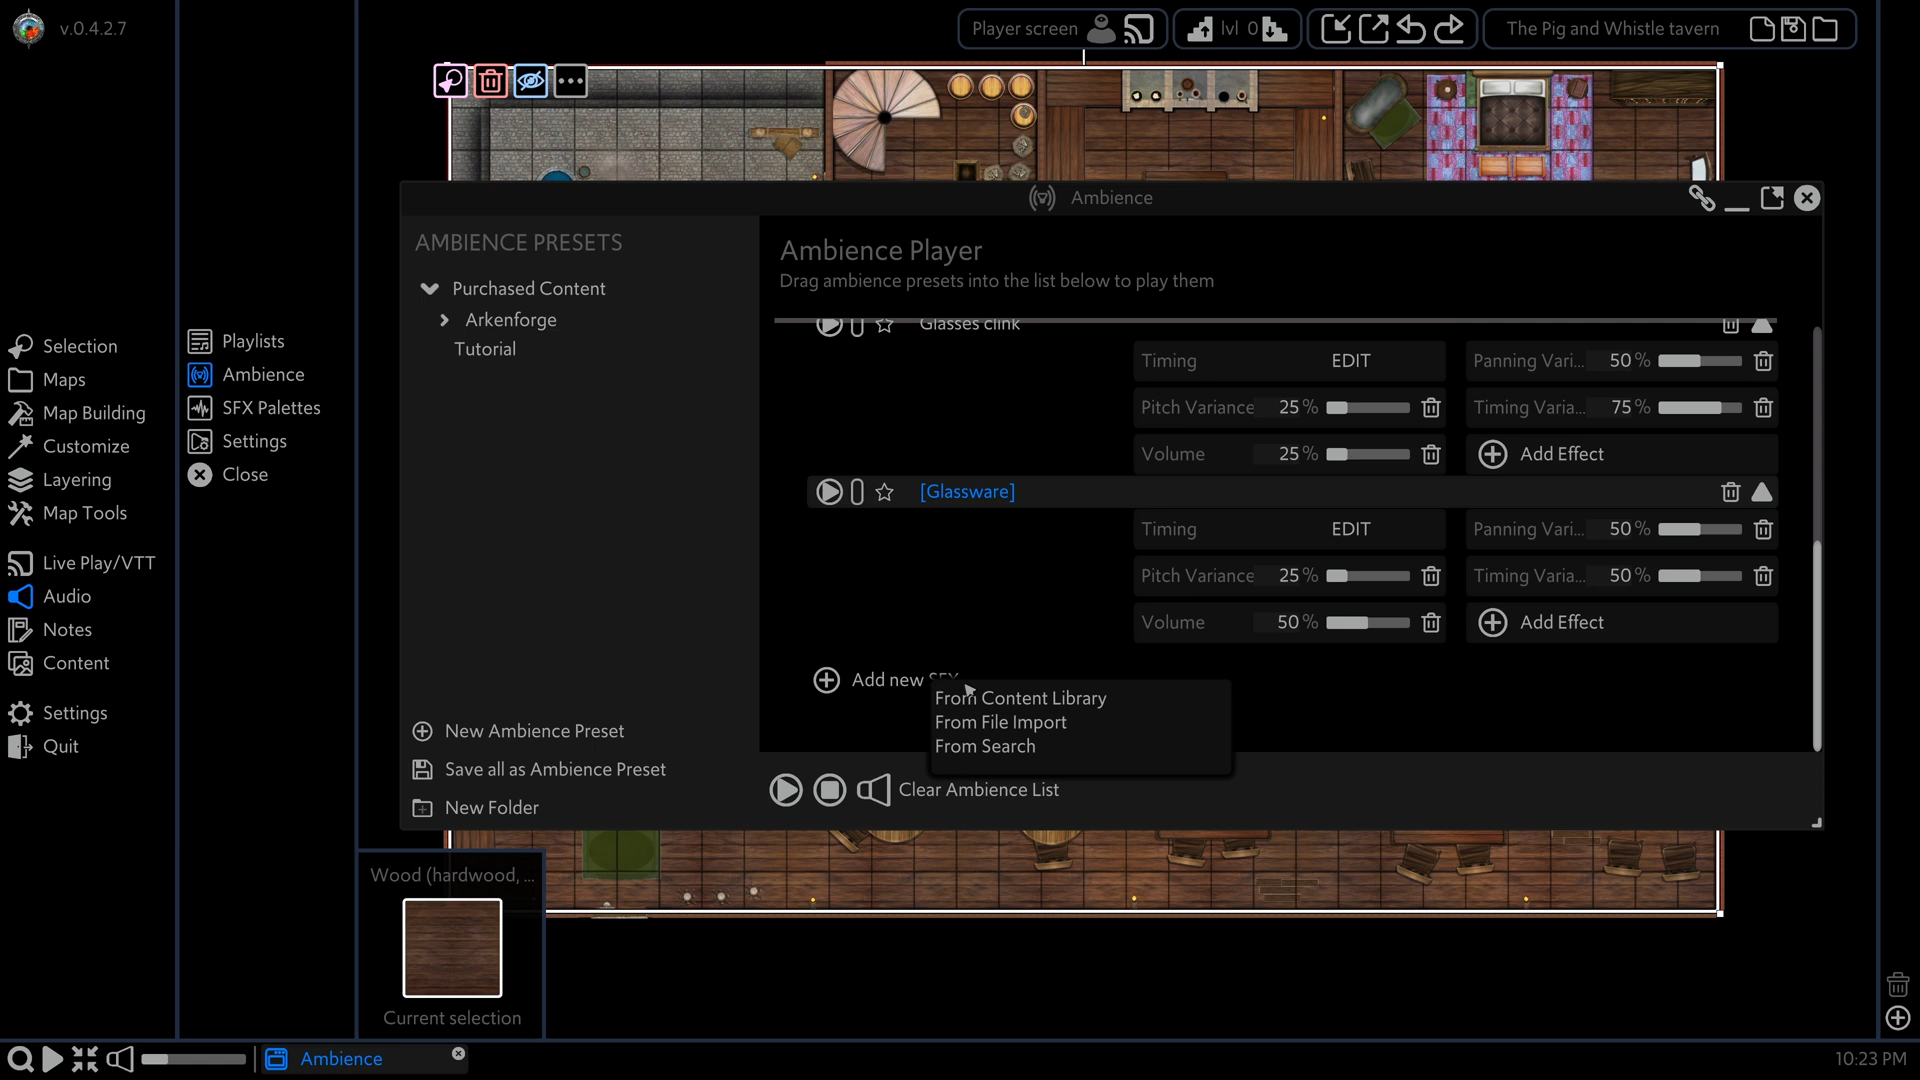 v.0.4.2.7
Player screen
lvl 0
The Pig and Whistle tavern
Ambience
AMBIENCE PRESETS
Purchased Content
Arkenforge
Tutorial
Ambience Player
Drag ambience presets into the list below to play them
Glasses clink
Timing EDIT
Panning Vari... 50 %
Pitch Variance 25 %
Timing Varia... 75 %
Volume 25 %
Add Effect
[Glassware]
Timing EDIT
Panning Vari... 50 %
Pitch Variance 25 %
Timing Varia... 50 %
Volume 50 %
Add Effect
Add new SFX
From Content Library
From File Import
From Search
Clear Ambience List
New Ambience Preset
Save all as Ambience Preset
New Folder
Selection
Maps
Map Building
Customize
Layering
Map Tools
Live Play/VTT
Audio
Notes
Content
Settings
Quit
Playlists
Ambience
SFX Palettes
Settings
Close
Wood (hardwood, ...
Current selection
Ambience
10:23 PM